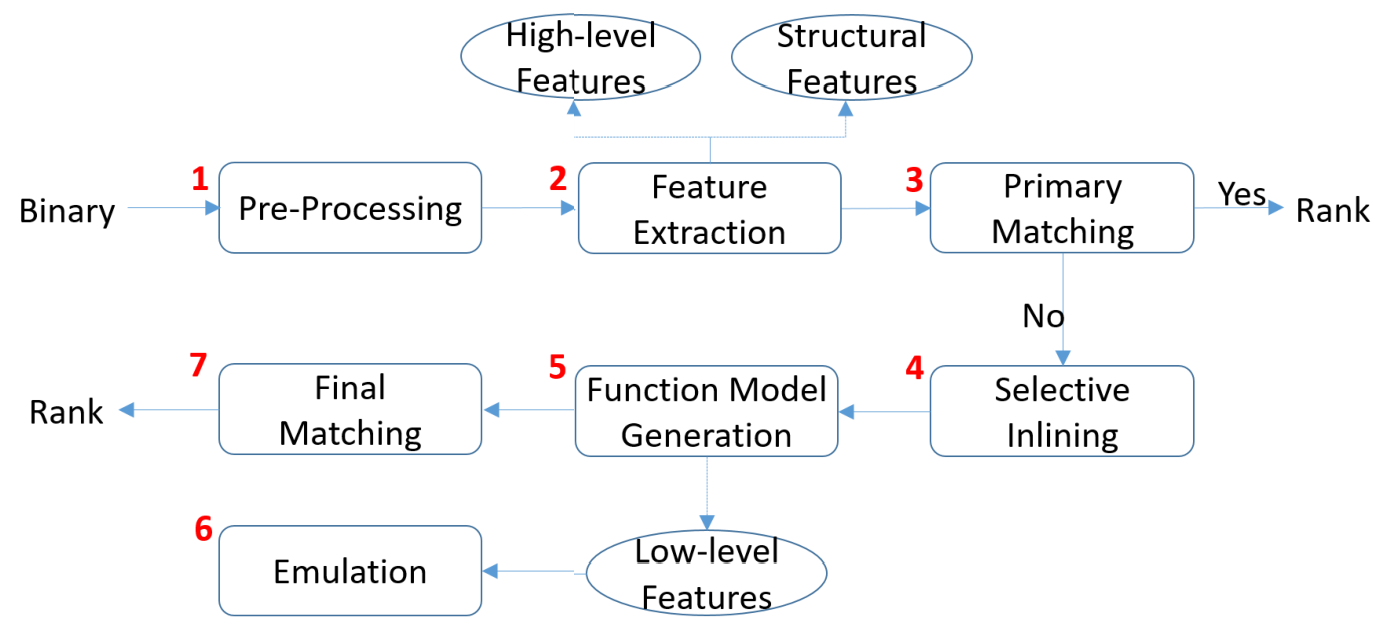 High-level
Features
Structural
Features
Binary
1
Pre-Processing
2
Feature
Extraction
3
Primary
Matching
Yes
Rank
No
4
Selective
Inlining
5
Function Model
Generation
7
Final
Matching
Rank
Low-level
Features
6
Emulation